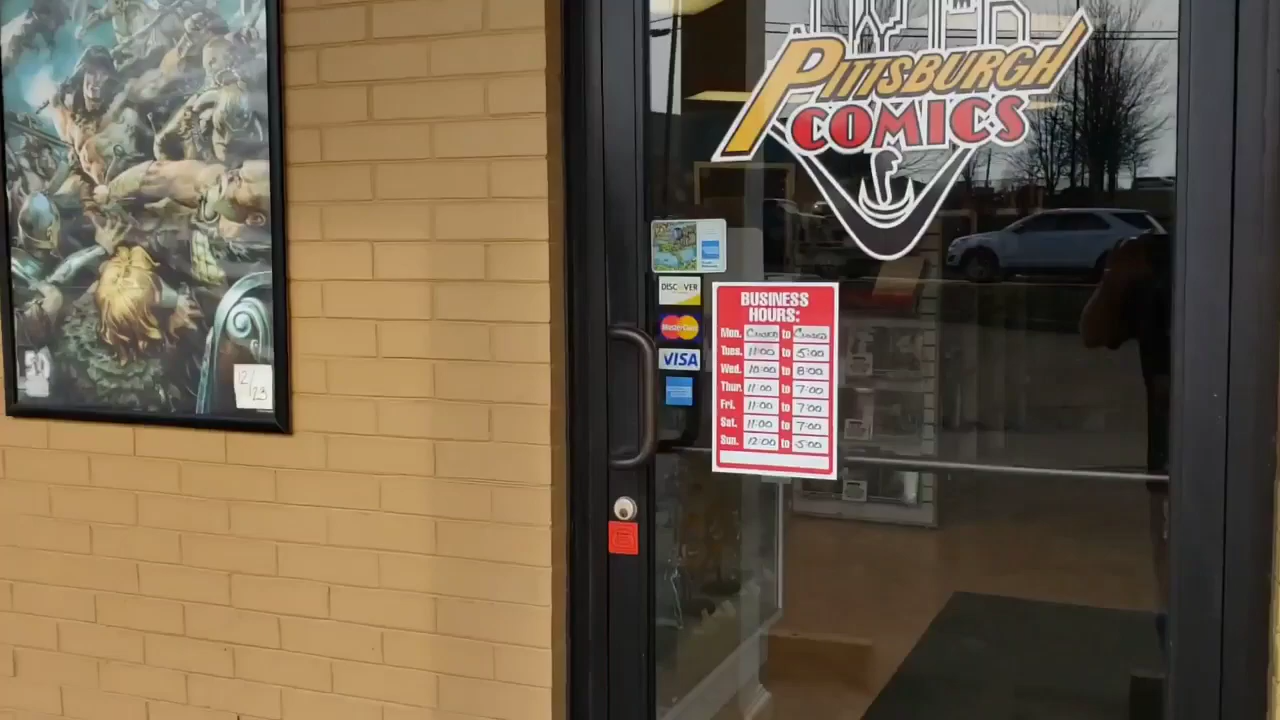 PITTSBURGH
COMICS
DISCOVER
MasterCard
VISA
BUSINESS
HOURS:
Mon. CLOSED to CLOSED
Tues. 11:00 to 5:00
Wed. 10:00 to 8:00
Thur. 11:00 to 7:00
Fri. 11:00 to 7:00
Sat. 11:00 to 7:00
Sun. 12:00 to 5:00
12/23